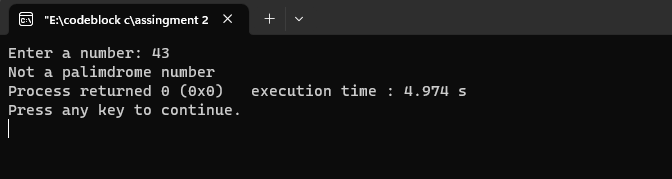 "E:\codeblock c\assingment 2
Enter a number: 43
Not a palimdrome number
Process returned 0 (0x0)   execution time : 4.974 s
Press any key to continue.